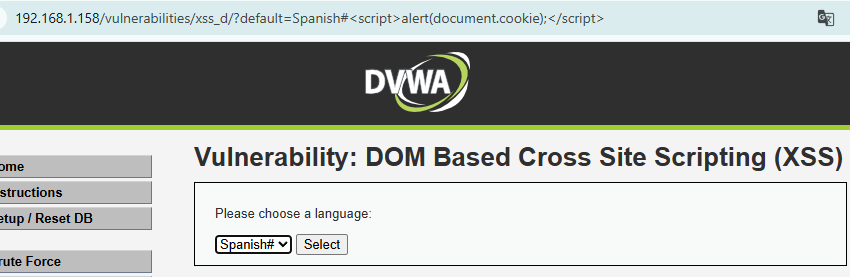 192.168.1.158/vulnerabilities/xss_d/?default=Spanish#<script>alert(document.cookie);</script>
DVWA
Vulnerability: DOM Based Cross Site Scripting (XSS)
ome
structions
etup / Reset DB
rute Force
Please choose a language:
Spanish# Select